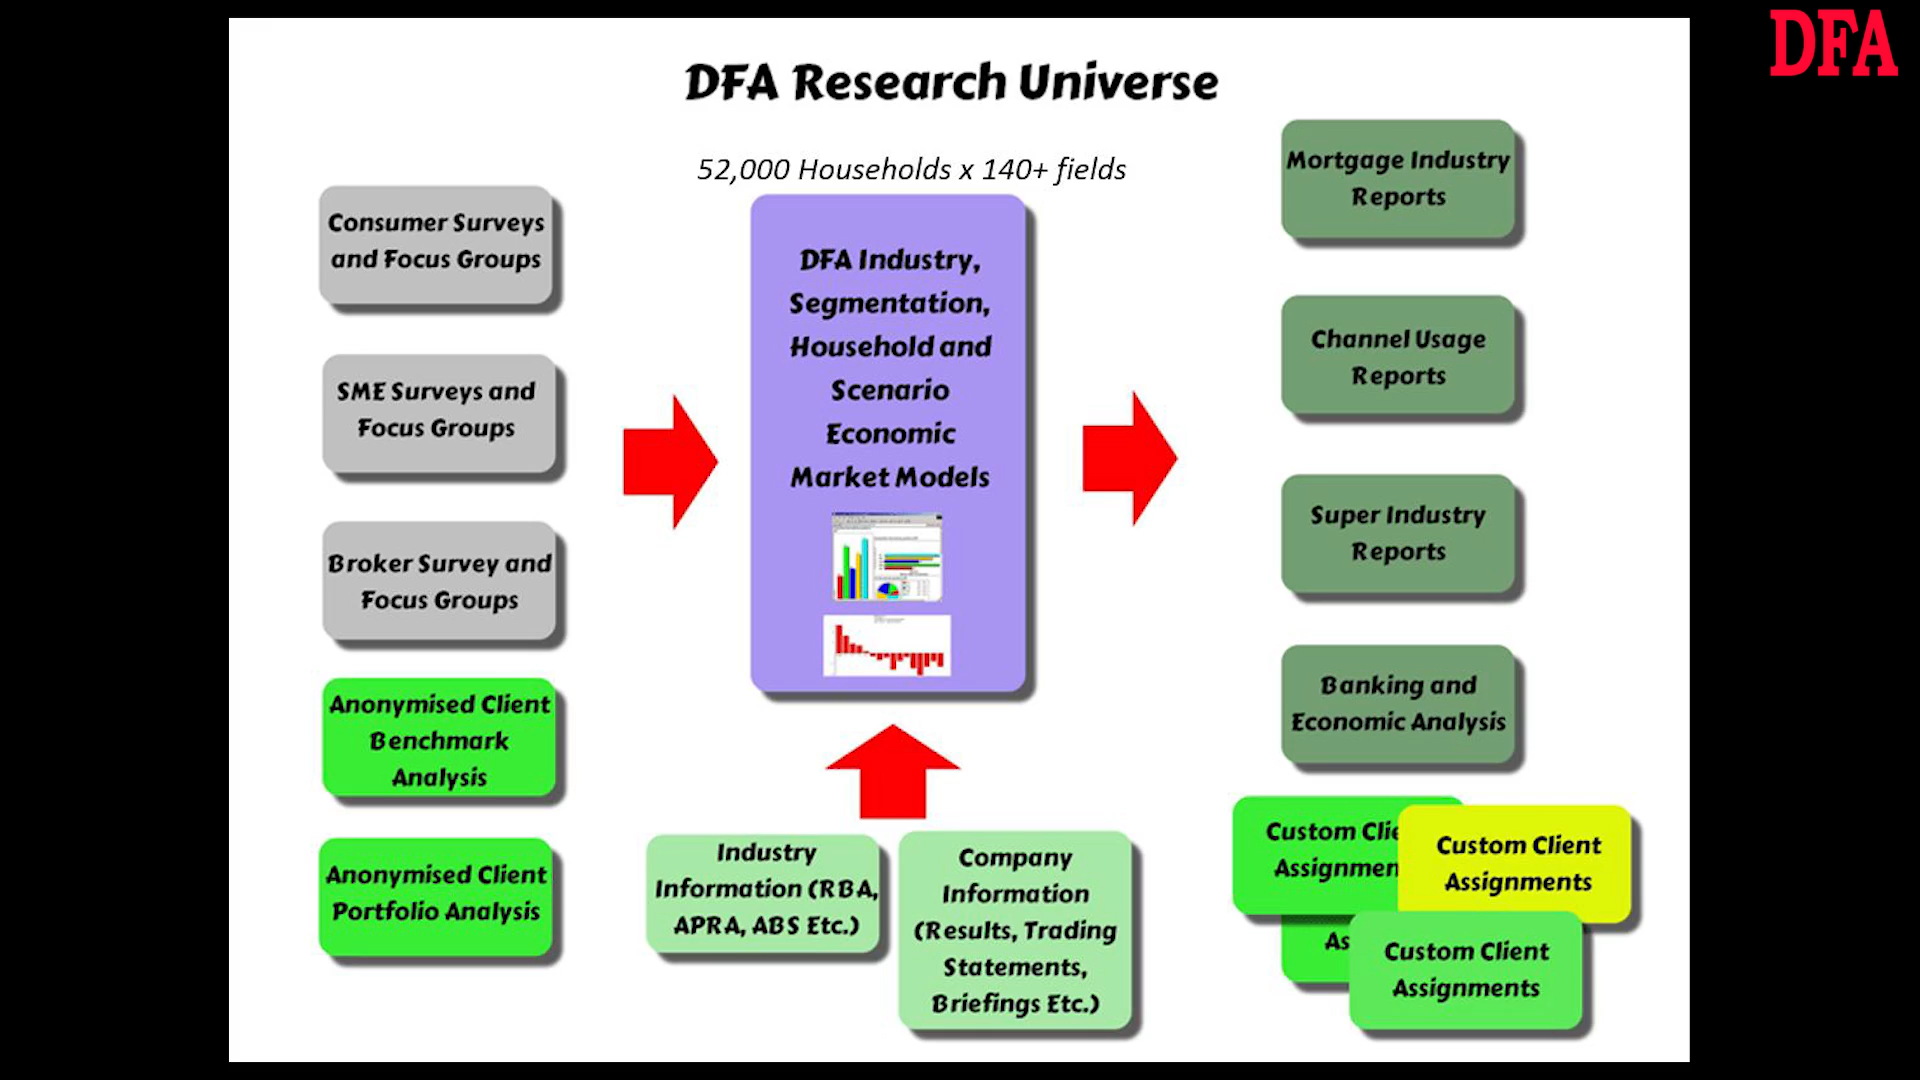 DFA
DFA Research Universe
52,000 Households x 140+ fields
Consumer Surveys
and Focus Groups
SME Surveys and
Focus Groups
Broker Survey and
Focus Groups
Anonymised Client
Benchmark
Analysis
Anonymised Client
Portfolio Analysis
DFA Industry,
Segmentation,
Household and
Scenario
Economic
Market Models
Industry
Information (RBA,
APRA, ABS Etc.)
Company
Information
(Results, Trading
Statements,
Briefings Etc.)
Mortgage Industry
Reports
Channel Usage
Reports
Super Industry
Reports
Banking and
Economic Analysis
Custom Clie
Assignmen
Custom Client
Assignments
As
Custom Client
Assignments